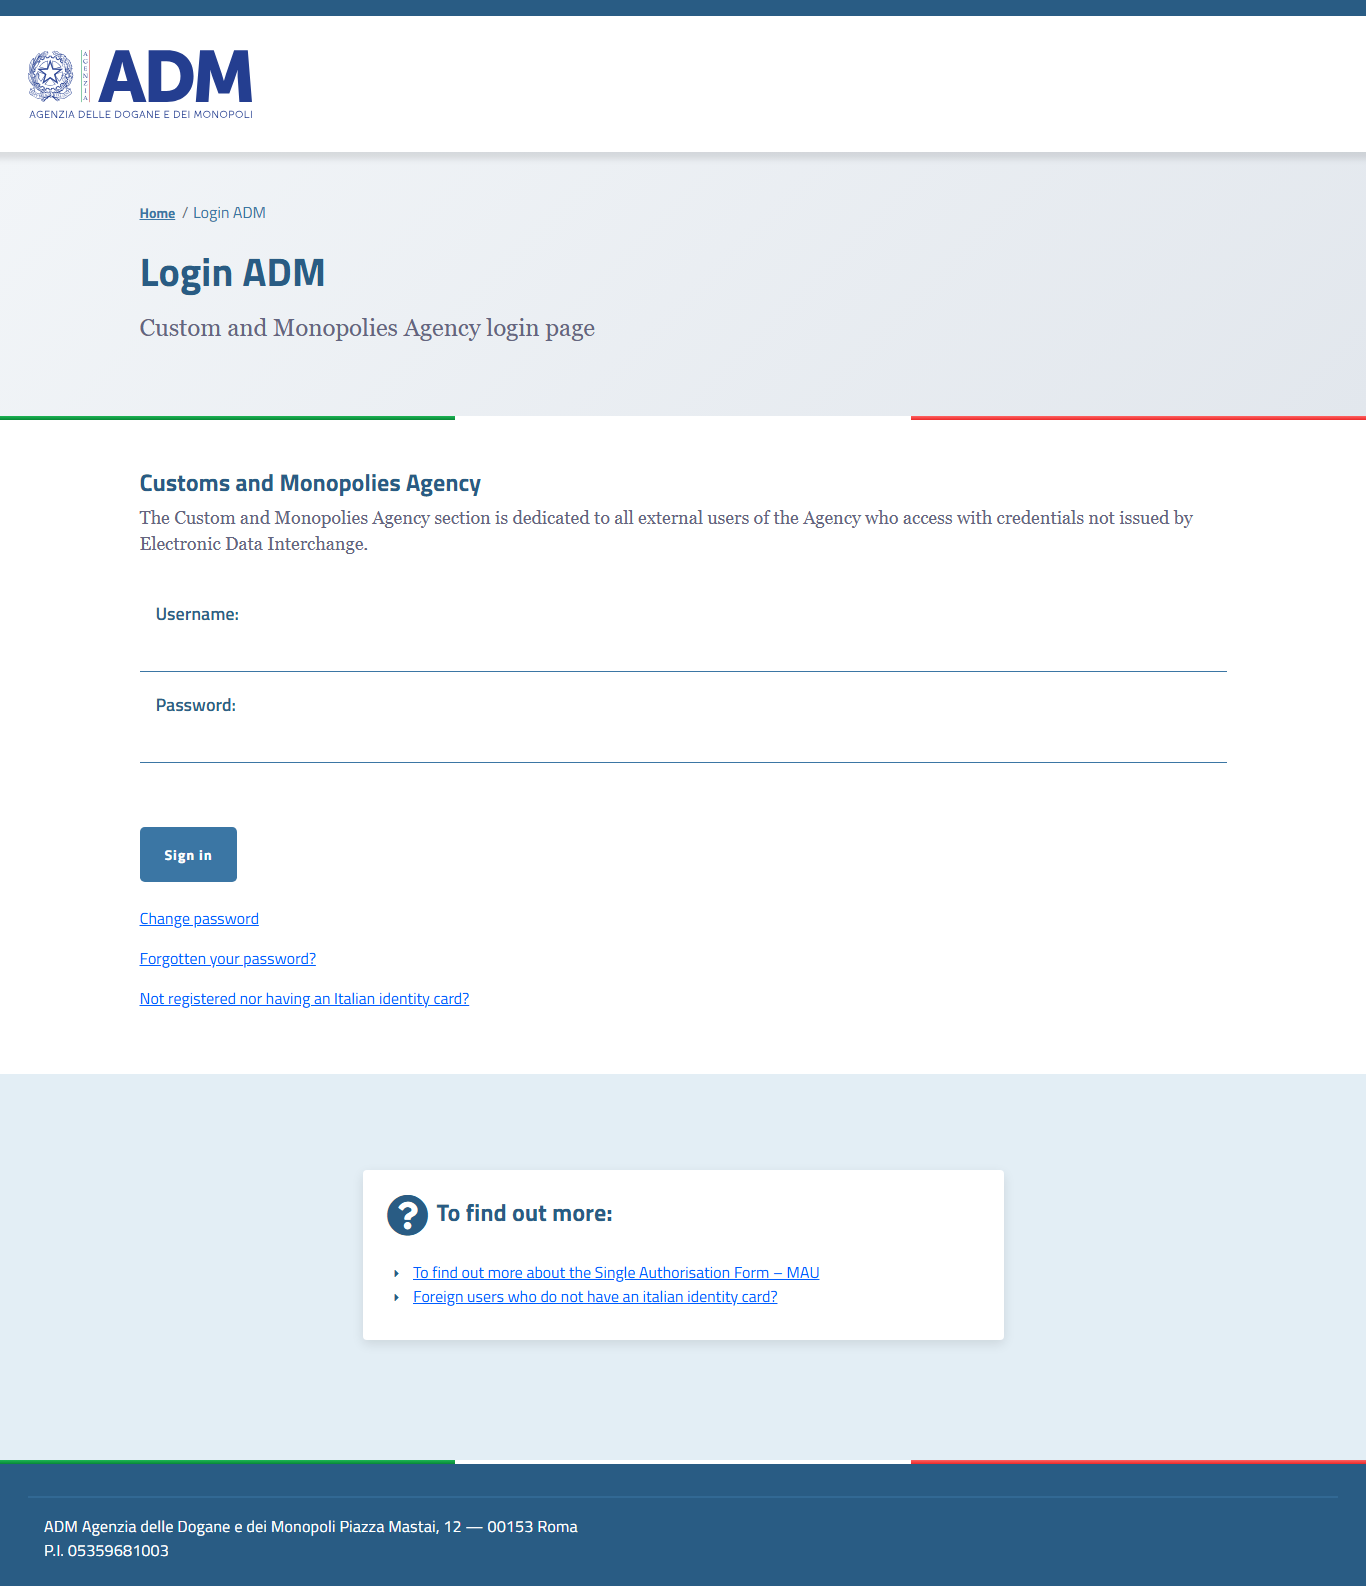 AGENZIA
ADM
AGENZIA DELLE DOGANE E DEI MONOPOLI
Home / Login ADM
Login ADM
Custom and Monopolies Agency login page
Customs and Monopolies Agency
The Custom and Monopolies Agency section is dedicated to all external users of the Agency who access with credentials not issued by
Electronic Data Interchange.
Username:
Password:
Sign in
Change password
Forgotten your password?
Not registered nor having an Italian identity card?
To find out more:
To find out more about the Single Authorisation Form – MAU
Foreign users who do not have an italian identity card?
ADM Agenzia delle Dogane e dei Monopoli Piazza Mastai, 12 — 00153 Roma
P.I. 05359681003